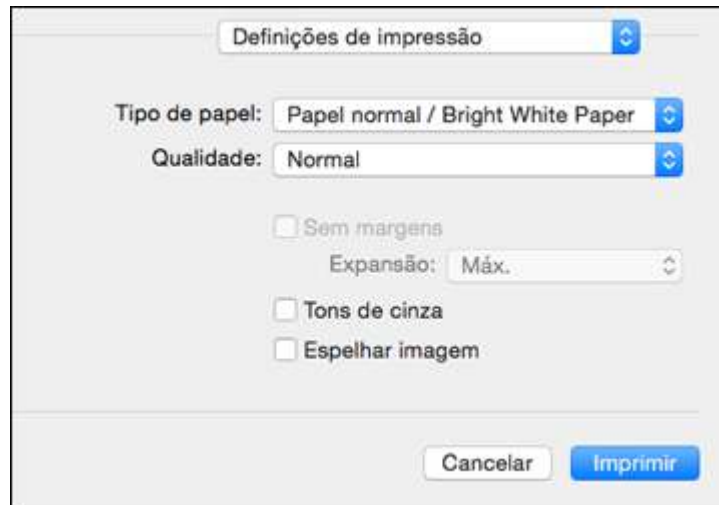 Definições de impressão
Tipo de papel: Papel normal / Bright White Paper
Qualidade: Normal
Sem margens
Expansão: Máx.
Tons de cinza
Espelhar imagem
Cancelar Imprimir